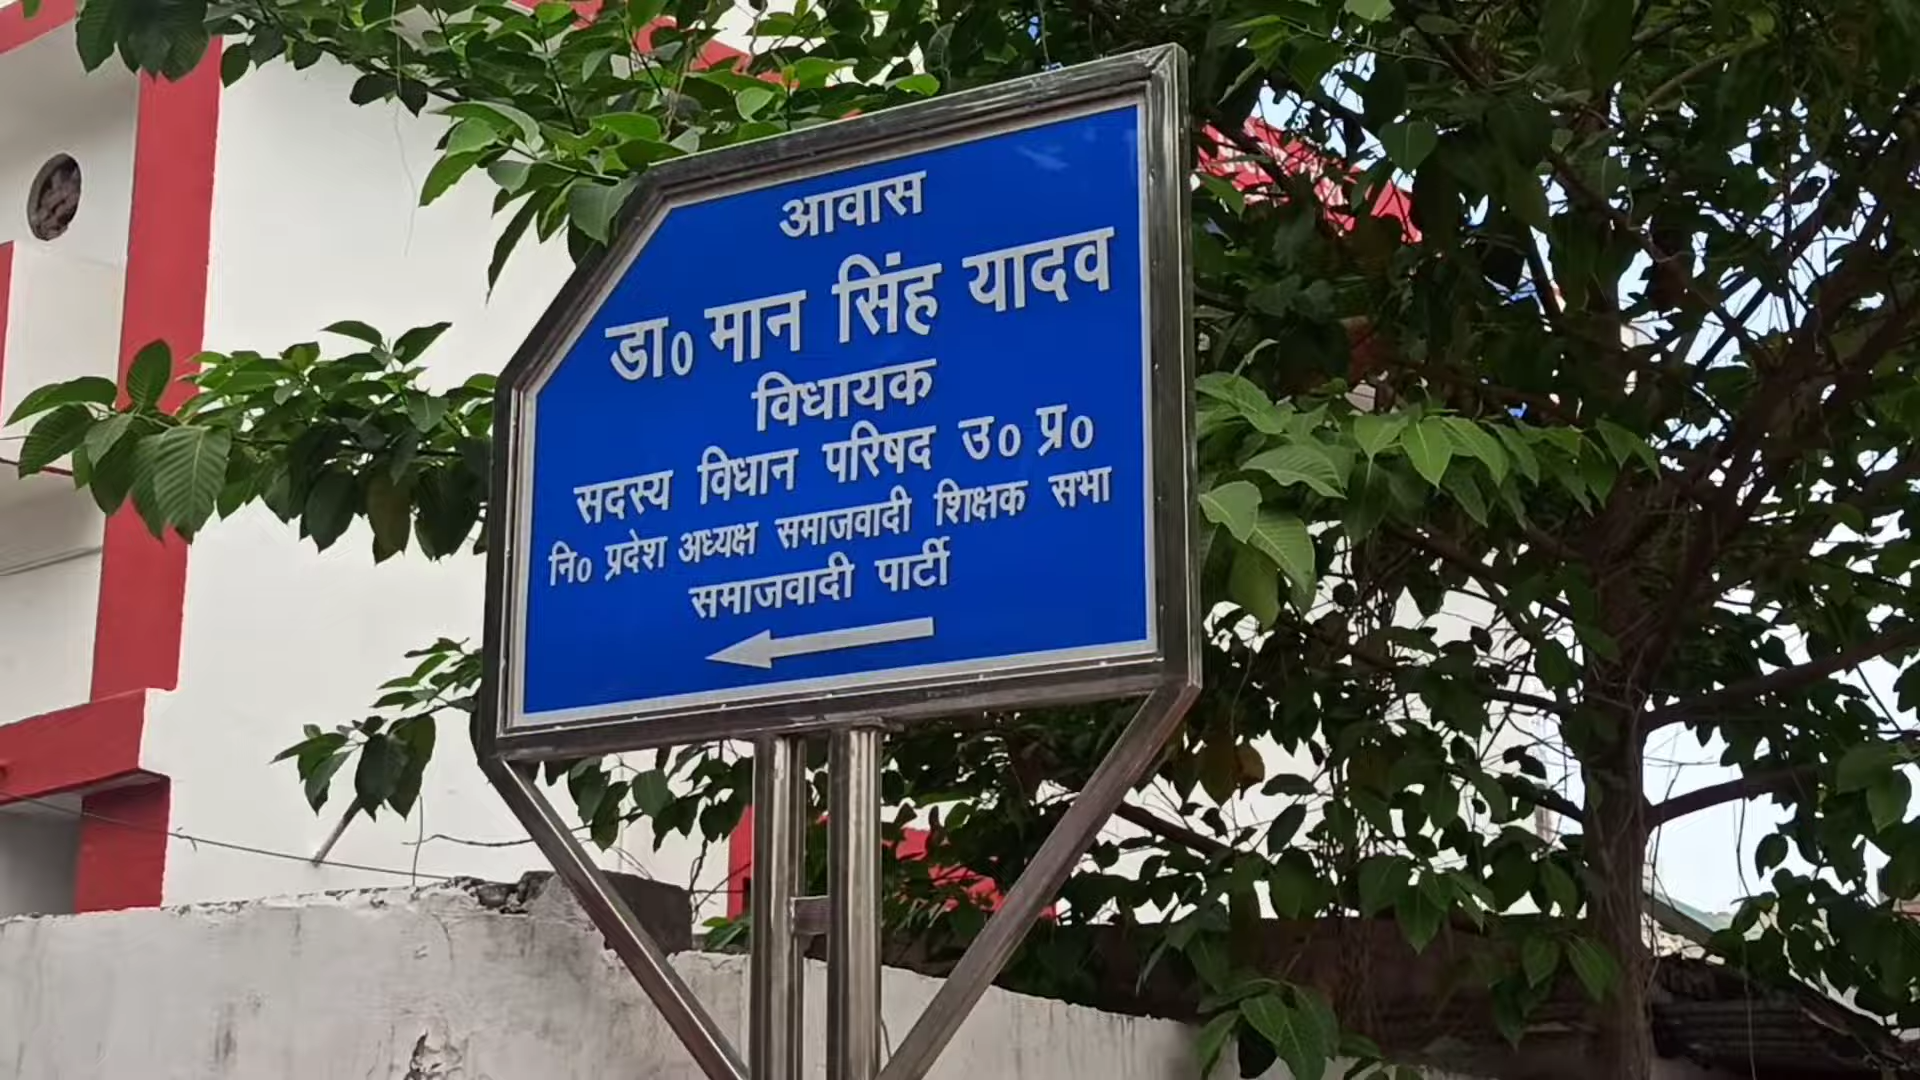 आवास
डा० मान सिंह यादव
विधायक
सदस्य विधान परिषद उ० प्र०
नि० प्रदेश अध्यक्ष समाजवादी शिक्षक सभा
समाजवादी पार्टी